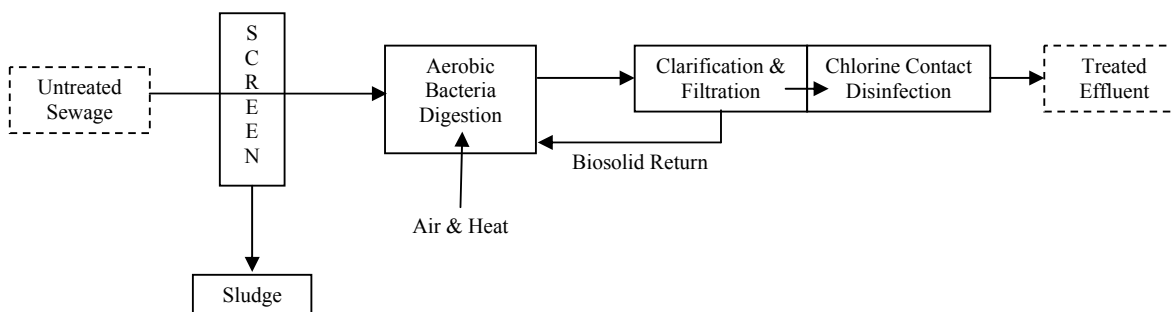 Untreated
Sewage
S
C
R
E
E
N
Sludge
Aerobic
Bacteria
Digestion
Air & Heat
Clarification &
Filtration
Biosolid Return
Chlorine Contact
Disinfection
Treated
Effluent